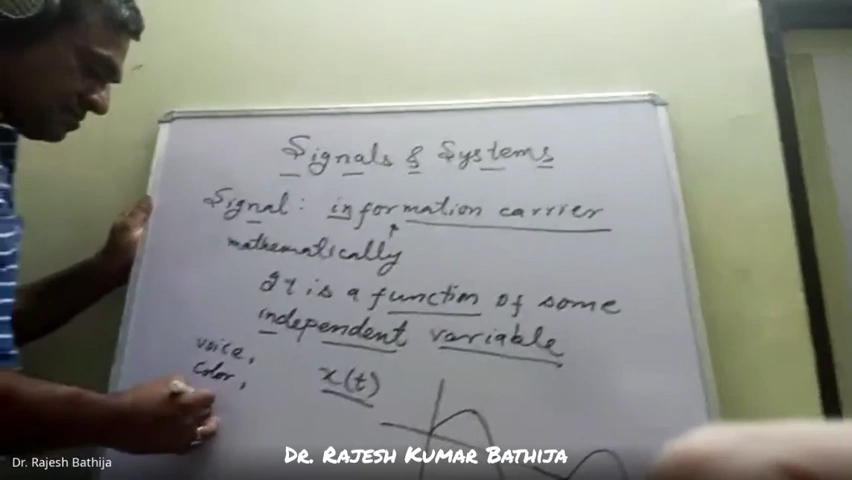 Signals & Systems
Signal: information carrier
mathematically
It is a function of some
independent variable
voice,
color,
x(t)
Dr. Rajesh Kumar Bathija
Dr. Rajesh Bathija